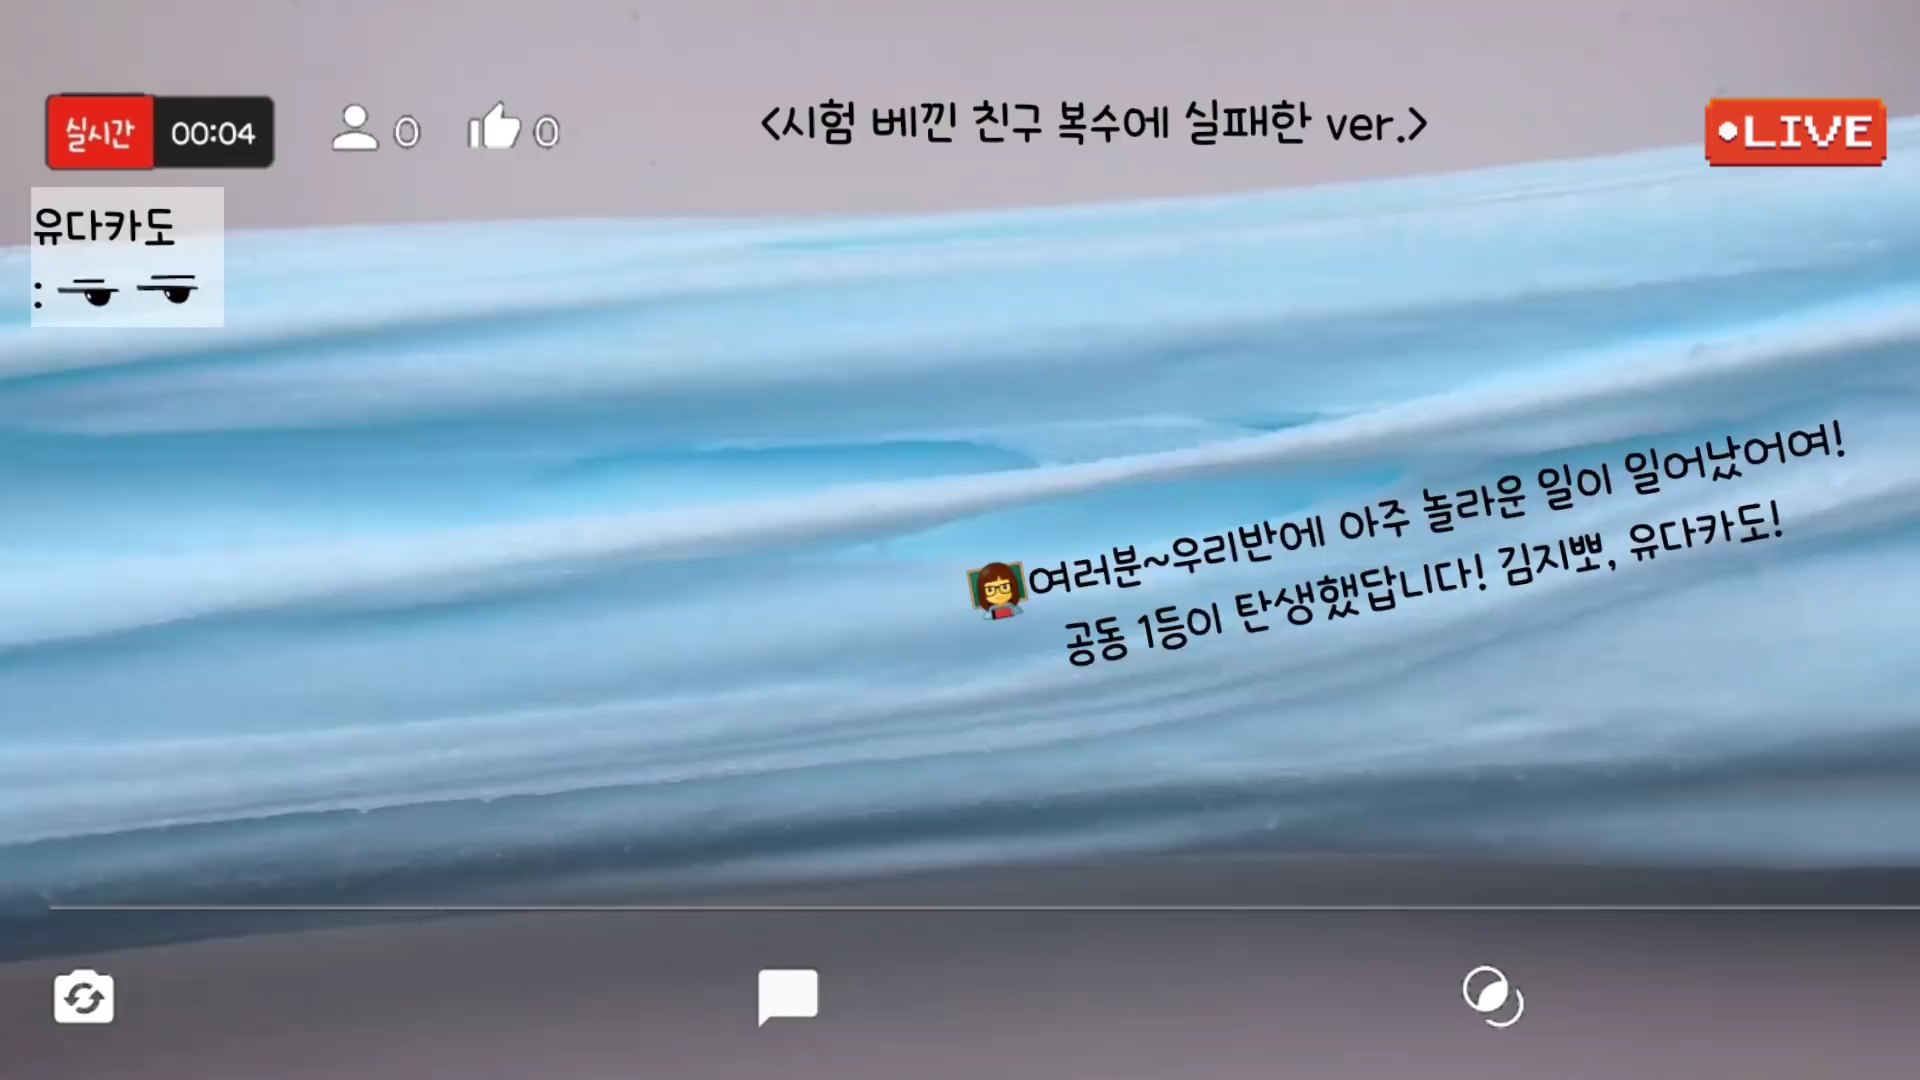 실시간 00:04 0 0
<시험 베낀 친구 복수에 실패한 ver.>
LIVE
유다카도
:
여러분~우리반에 아주 놀라운 일이 일어났어여!
공동 1등이 탄생했답니다! 김지뽀, 유다카도!